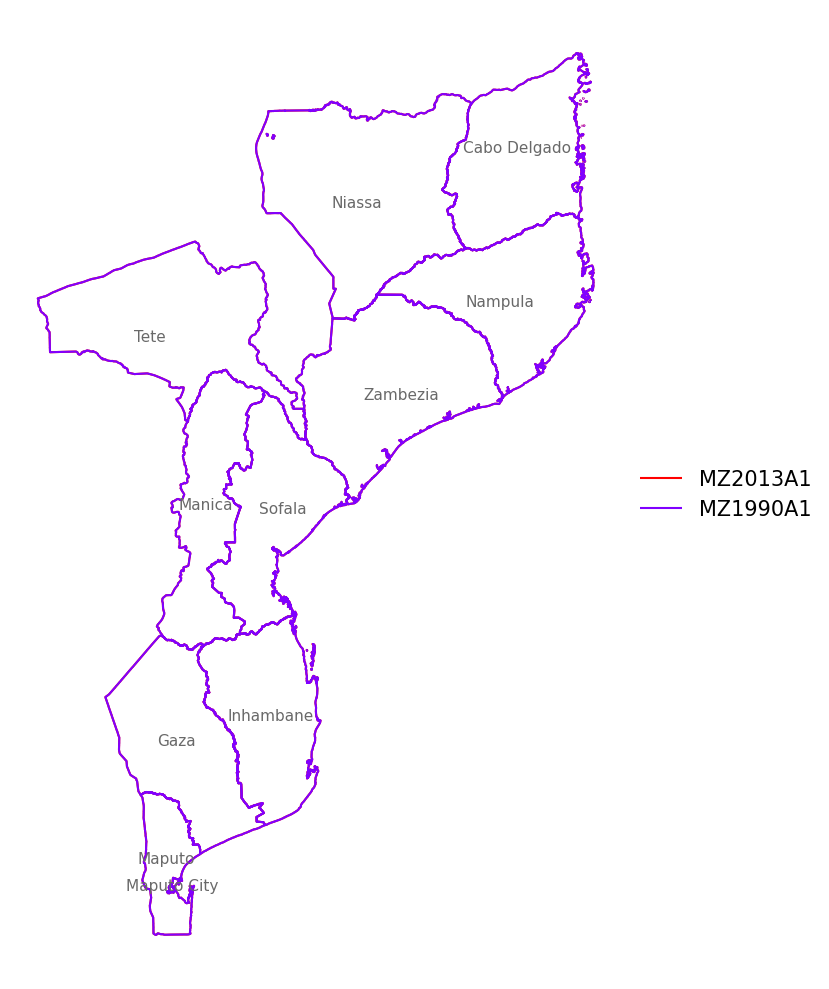 Cabo Delgado
Niassa
Nampula
Tete
Zambezia
MZ2013A1
MZ1990A1
Manica
Sofala
Inhambane
Gaza
Maputo
Maputo City